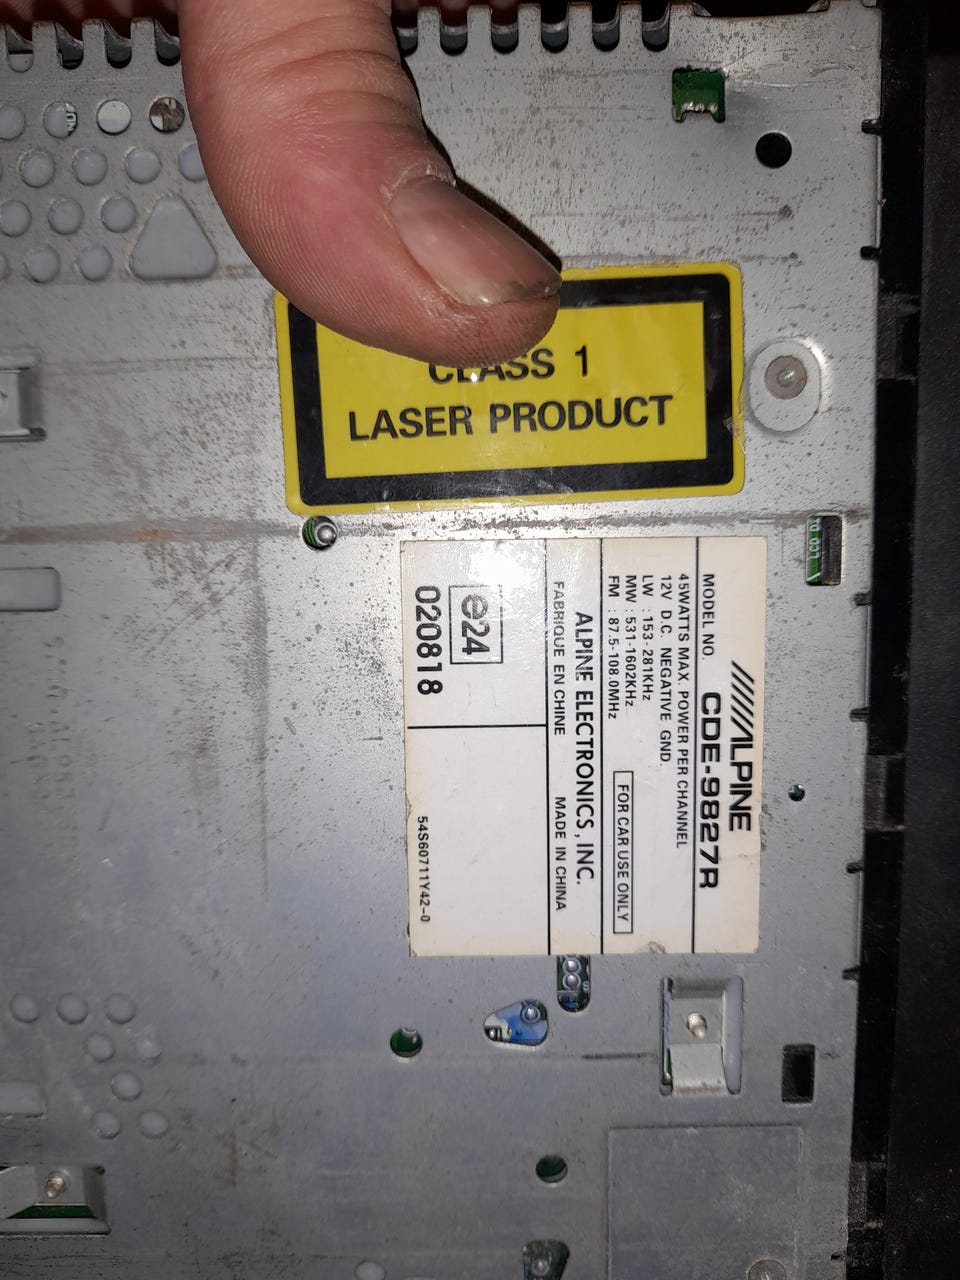 CLASS 1
LASER PRODUCT
ALPINE
MODEL NO. CDE-9827R
45WATTS MAX. POWER PER CHANNEL
12V D.C. NEGATIVE GND.
LW : 153-281KHz
MW : 531-1602KHz
FM : 87.5-108.0MHz
FOR CAR USE ONLY
ALPINE ELECTRONICS, INC.
FABRIQUE EN CHINE MADE IN CHINA
e24
020818
54S60711Y42-0